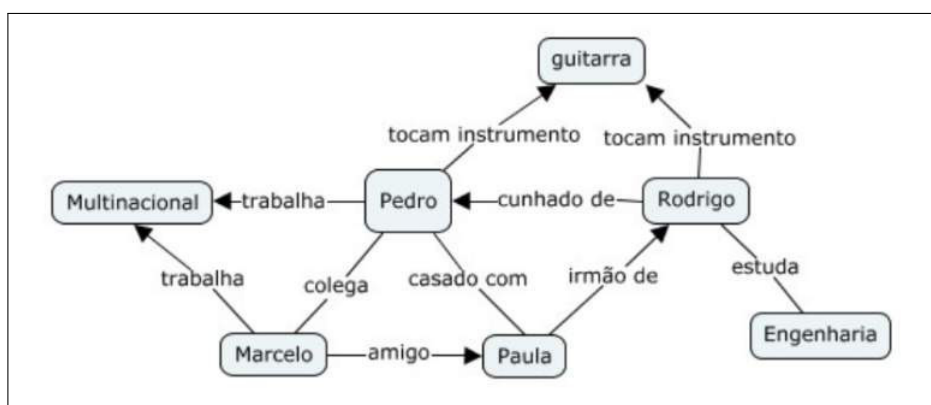 guitarra
tocam instrumento
tocam instrumento
Multinacional
trabalha
Pedro
cunhado de
Rodrigo
trabalha
colega
casado com
irmão de
estuda
Marcelo
amigo
Paula
Engenharia